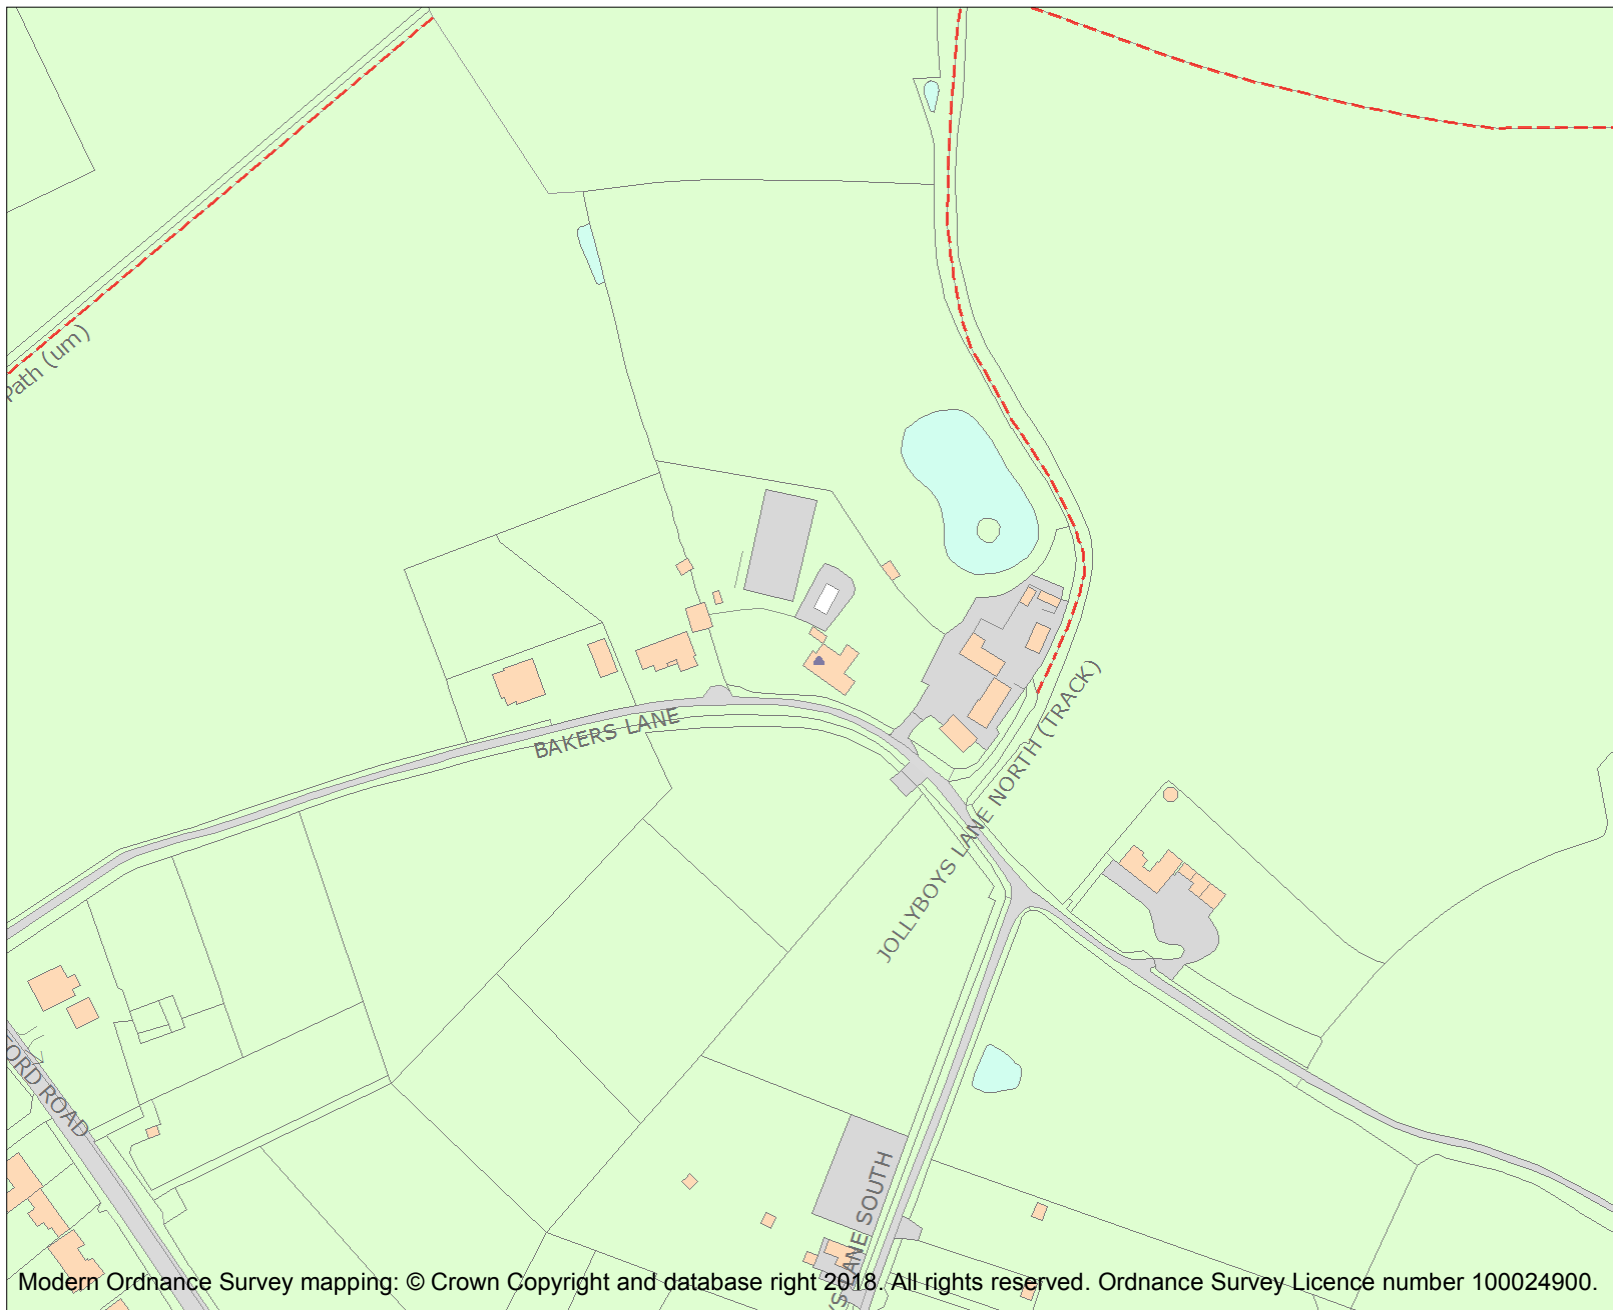 Path (um)
BAKERS LANE
JOLLYBOYS LANE NORTH (TRACK)
FORD ROAD
LANE SOUTH
Modern Ordnance Survey mapping: © Crown Copyright and database right 2018. All rights reserved. Ordnance Survey Licence number 100024900.